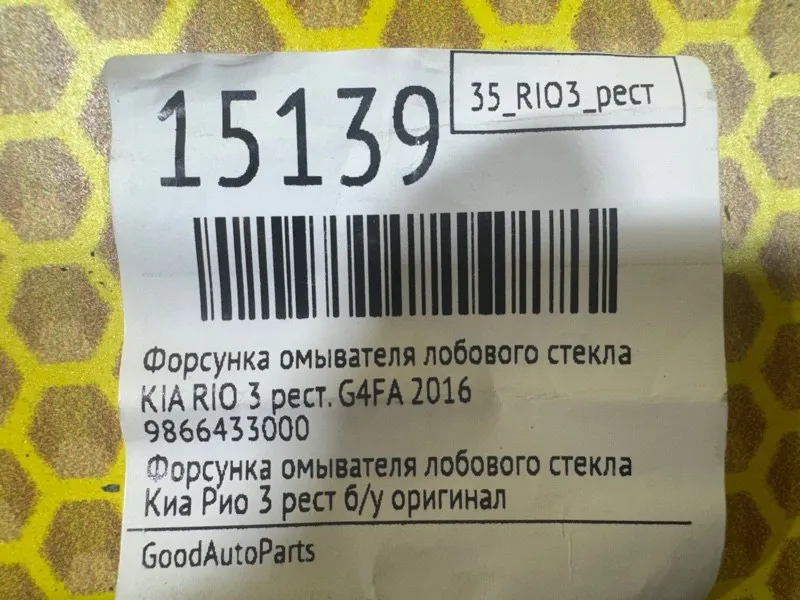 15139
35_RIO3_рест
Форсунка омывателя лобового стекла
KIA RIO 3 рест. G4FA 2016
9866433000
Форсунка омывателя лобового стекла
Киа Рио 3 рест б/у оригинал
GoodAutoParts